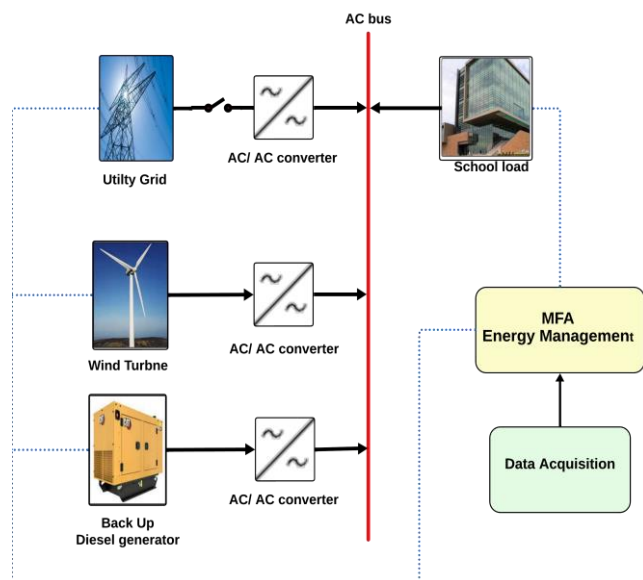 AC bus
AC/ AC converter
Utilty Grid
School load
AC/ AC converter
Wind Turbne
MFA
Energy Management
AC/ AC converter
Data Acquisition
Back Up
Diesel generator